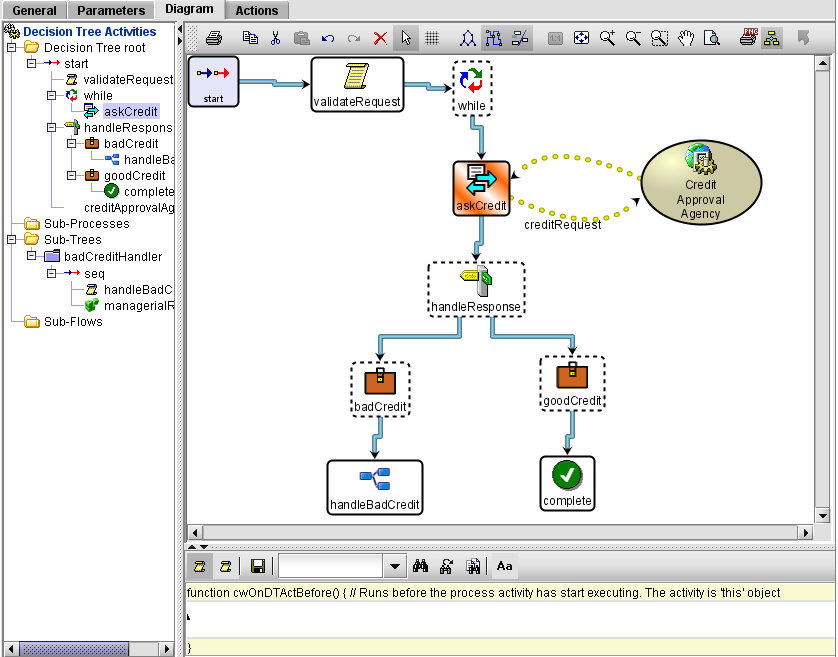 General Parameters Diagram Actions
Decision Tree Activities
Decision Tree root
start
validateRequest
while
askCredit
handleRespons
badCredit
handleBa
goodCredit
complete
creditApprovalAg
Sub-Processes
Sub-Trees
badCreditHandler
seq
handleBadC
managerialR
Sub-Flows
PNG
start
validateRequest
while
askCredit
creditRequest
Credit
Approval
Agency
handleResponse
badCredit
goodCredit
handleBadCredit
complete
Aa
function cwOnDTActBefore() { // Runs before the process activity has start executing. The activity is 'this' object
}